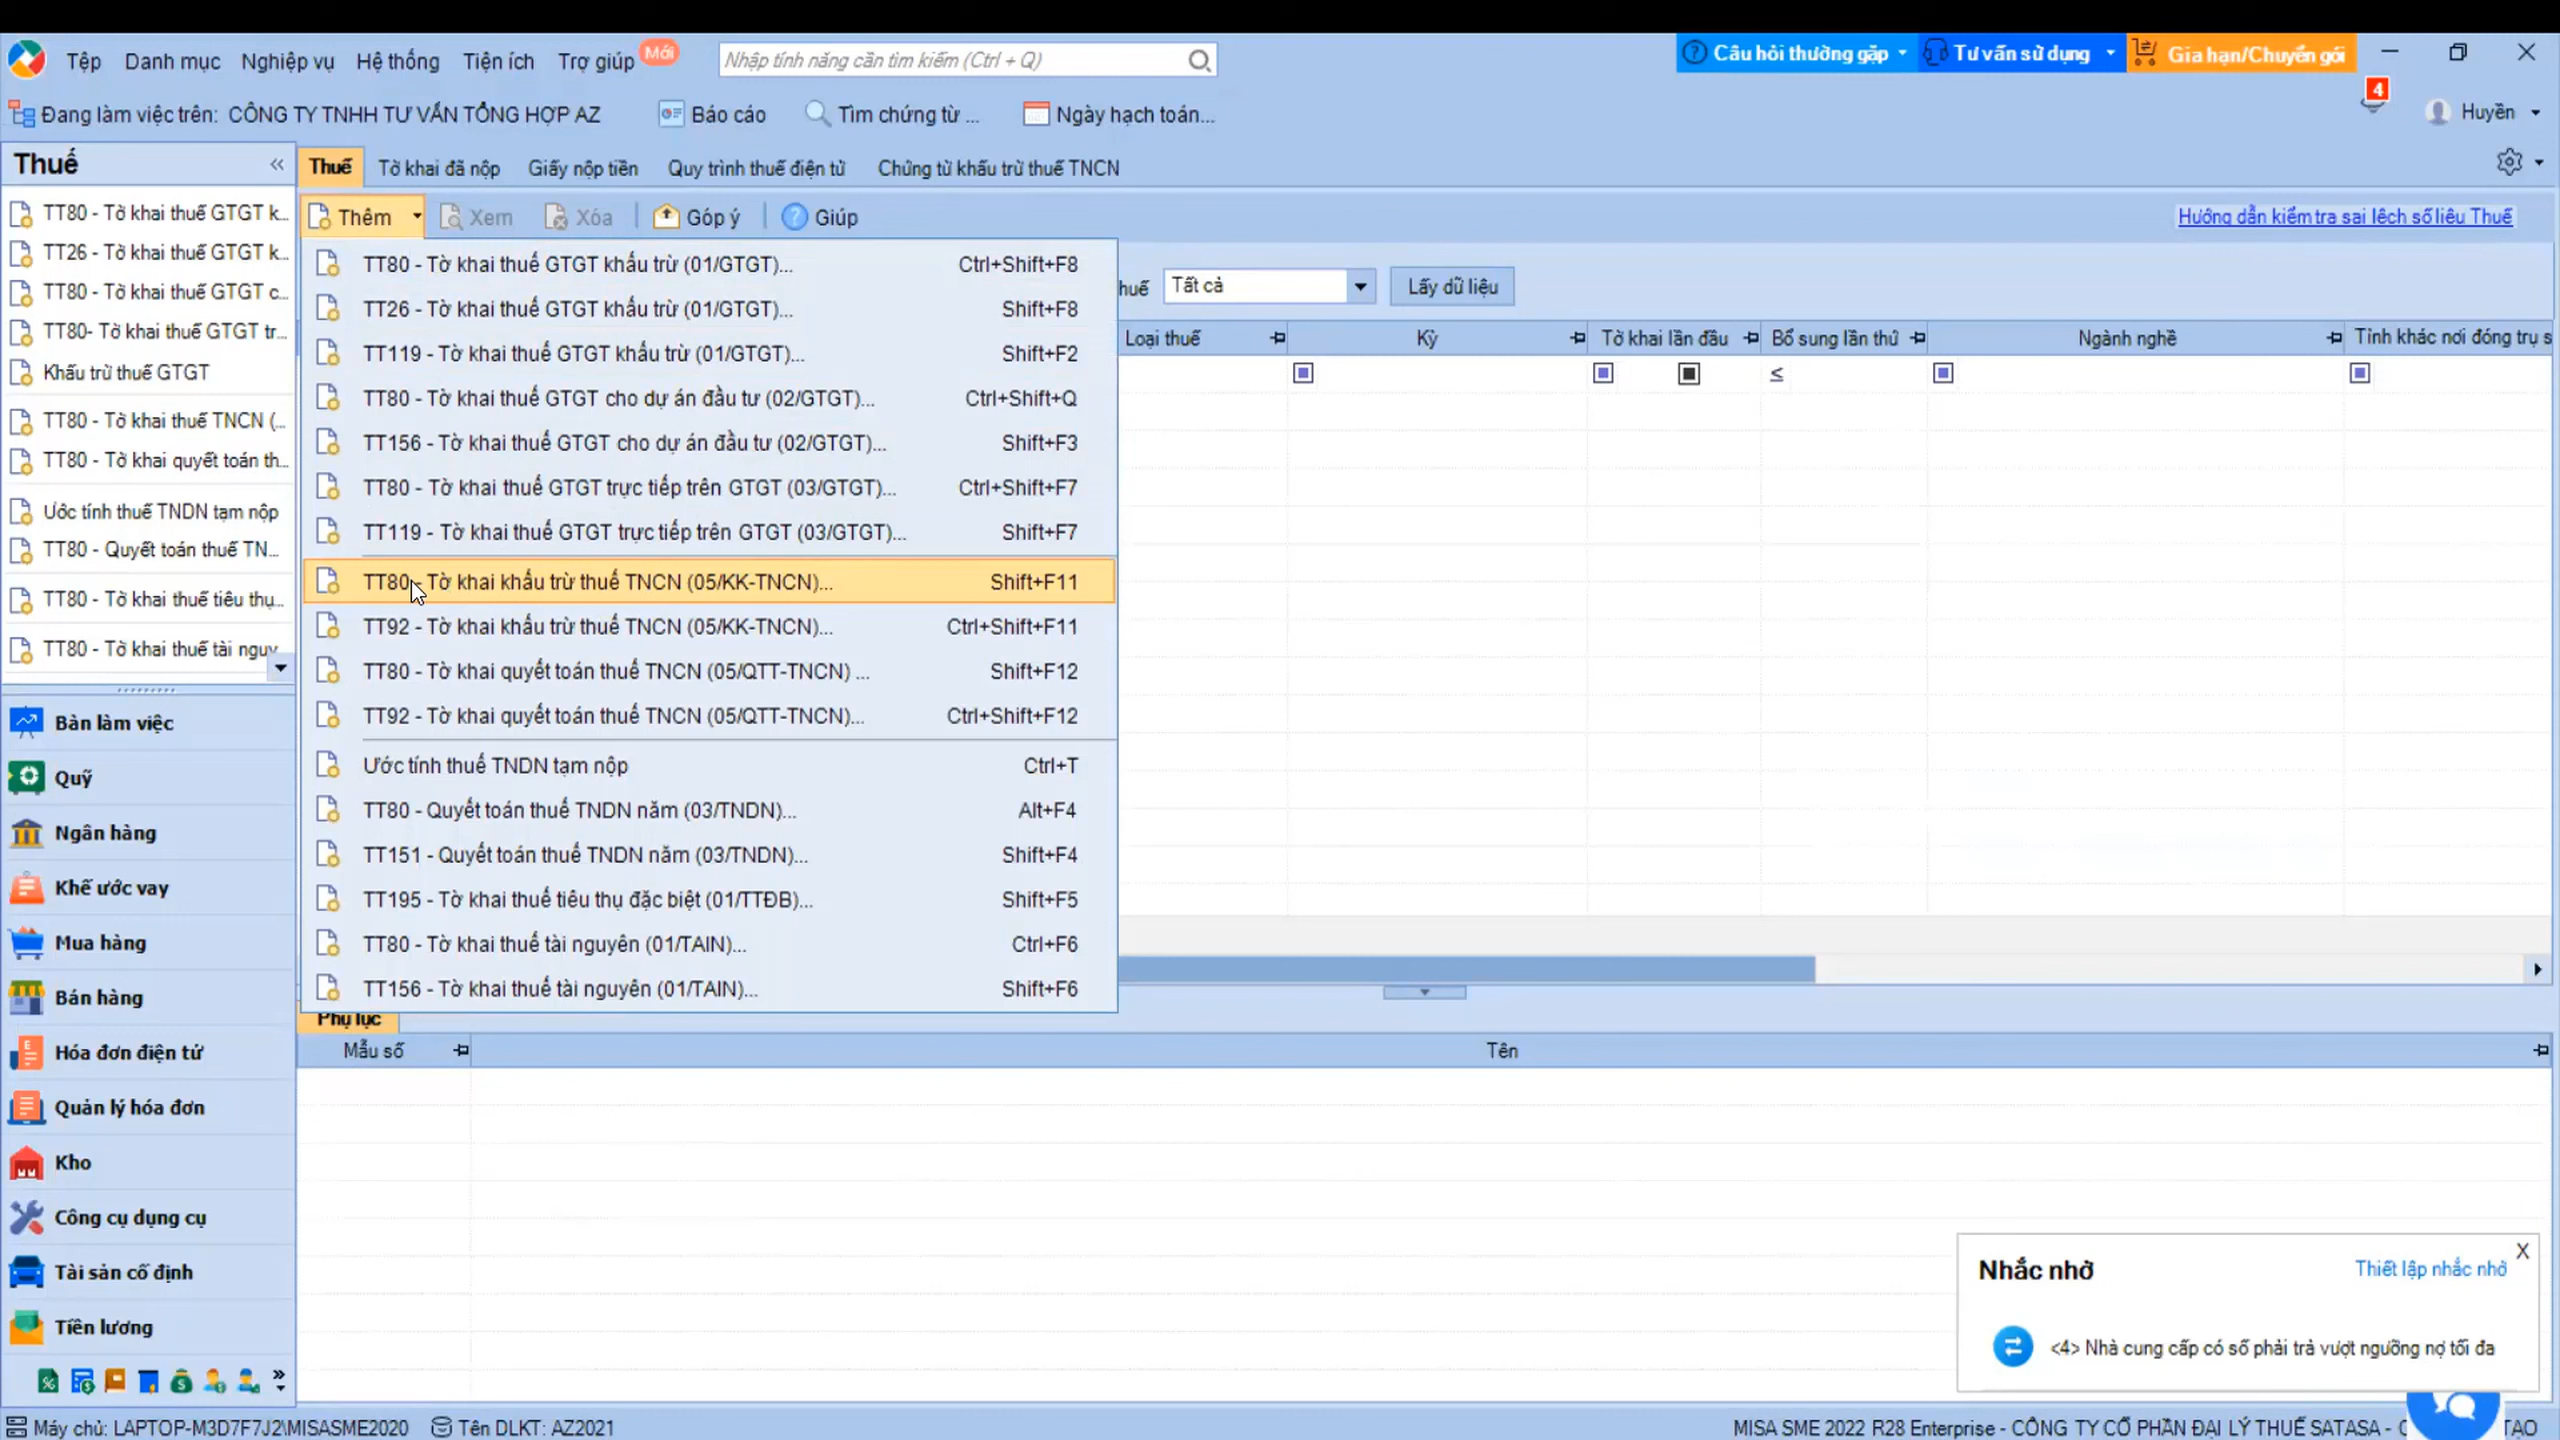 Tệp Danh mục Nghiệp vụ Hệ thống Tiện ích Trợ giúp Mới Nhập tính năng cần tìm kiếm (Ctrl + Q) Câu hỏi thường gặp Tư vấn sử dụng Gia hạn/Chuyển gói
Đang làm việc trên: CÔNG TY TNHH TƯ VẤN TỔNG HỢP AZ Báo cáo Tìm chứng từ ... Ngày hạch toán... 4 Huyền
Thuế
Thuế Tờ khai đã nộp Giấy nộp tiền Quy trình thuế điện tử Chứng từ khấu trừ thuế TNCN
Thêm Xem Xóa Góp ý Giúp Hướng dẫn kiểm tra sai lệch số liệu Thuế
TT80 - Tờ khai thuế GTGT k...
TT26 - Tờ khai thuế GTGT k...
TT80 - Tờ khai thuế GTGT c...
TT80- Tờ khai thuế GTGT tr...
Khấu trừ thuế GTGT
TT80 - Tờ khai thuế TNCN (...
TT80 - Tờ khai quyết toán th...
Ước tính thuế TNDN tạm nộp
TT80 - Quyết toán thuế TN...
TT80 - Tờ khai thuế tiêu thụ...
TT80 - Tờ khai thuế tài nguy
TT80 - Tờ khai thuế GTGT khấu trừ (01/GTGT)... Ctrl+Shift+F8
TT26 - Tờ khai thuế GTGT khấu trừ (01/GTGT)... Shift+F8
TT119 - Tờ khai thuế GTGT khấu trừ (01/GTGT)... Shift+F2
TT80 - Tờ khai thuế GTGT cho dự án đầu tư (02/GTGT)... Ctrl+Shift+Q
TT156 - Tờ khai thuế GTGT cho dự án đầu tư (02/GTGT)... Shift+F3
TT80 - Tờ khai thuế GTGT trực tiếp trên GTGT (03/GTGT)... Ctrl+Shift+F7
TT119 - Tờ khai thuế GTGT trực tiếp trên GTGT (03/GTGT)... Shift+F7
TT80 - Tờ khai khấu trừ thuế TNCN (05/KK-TNCN)... Shift+F11
TT92 - Tờ khai khấu trừ thuế TNCN (05/KK-TNCN)... Ctrl+Shift+F11
TT80 - Tờ khai quyết toán thuế TNCN (05/QTT-TNCN) ... Shift+F12
TT92 - Tờ khai quyết toán thuế TNCN (05/QTT-TNCN)... Ctrl+Shift+F12
Ước tính thuế TNDN tạm nộp Ctrl+T
TT80 - Quyết toán thuế TNDN năm (03/TNDN)... Alt+F4
TT151 - Quyết toán thuế TNDN năm (03/TNDN)... Shift+F4
TT195 - Tờ khai thuế tiêu thụ đặc biệt (01/TTĐB)... Shift+F5
TT80 - Tờ khai thuế tài nguyên (01/TAIN)... Ctrl+F6
TT156 - Tờ khai thuế tài nguyên (01/TAIN)... Shift+F6
huế Tất cả Lấy dữ liệu
Loại thuế Kỳ Tờ khai lần đầu Bổ sung lần thứ Ngành nghề Tỉnh khác nơi đóng trụ s
≤
Bàn làm việc
Quỹ
Ngân hàng
Khế ước vay
Mua hàng
Bán hàng
Hóa đơn điện tử
Quản lý hóa đơn
Kho
Công cụ dụng cụ
Tài sản cố định
Tiền lương
Phụ lục
Mẫu số Tên
Nhắc nhở Thiết lập nhắc nhở X
<4> Nhà cung cấp có số phải trả vượt ngưỡng nợ tối đa
Máy chủ: LAPTOP-M3D7F7J2\MISASME2020 Tên DLKT: AZ2021 MISA SME 2022 R28 Enterprise - CÔNG TY CỔ PHẦN ĐẠI LÝ THUẾ SATASA - TẠO